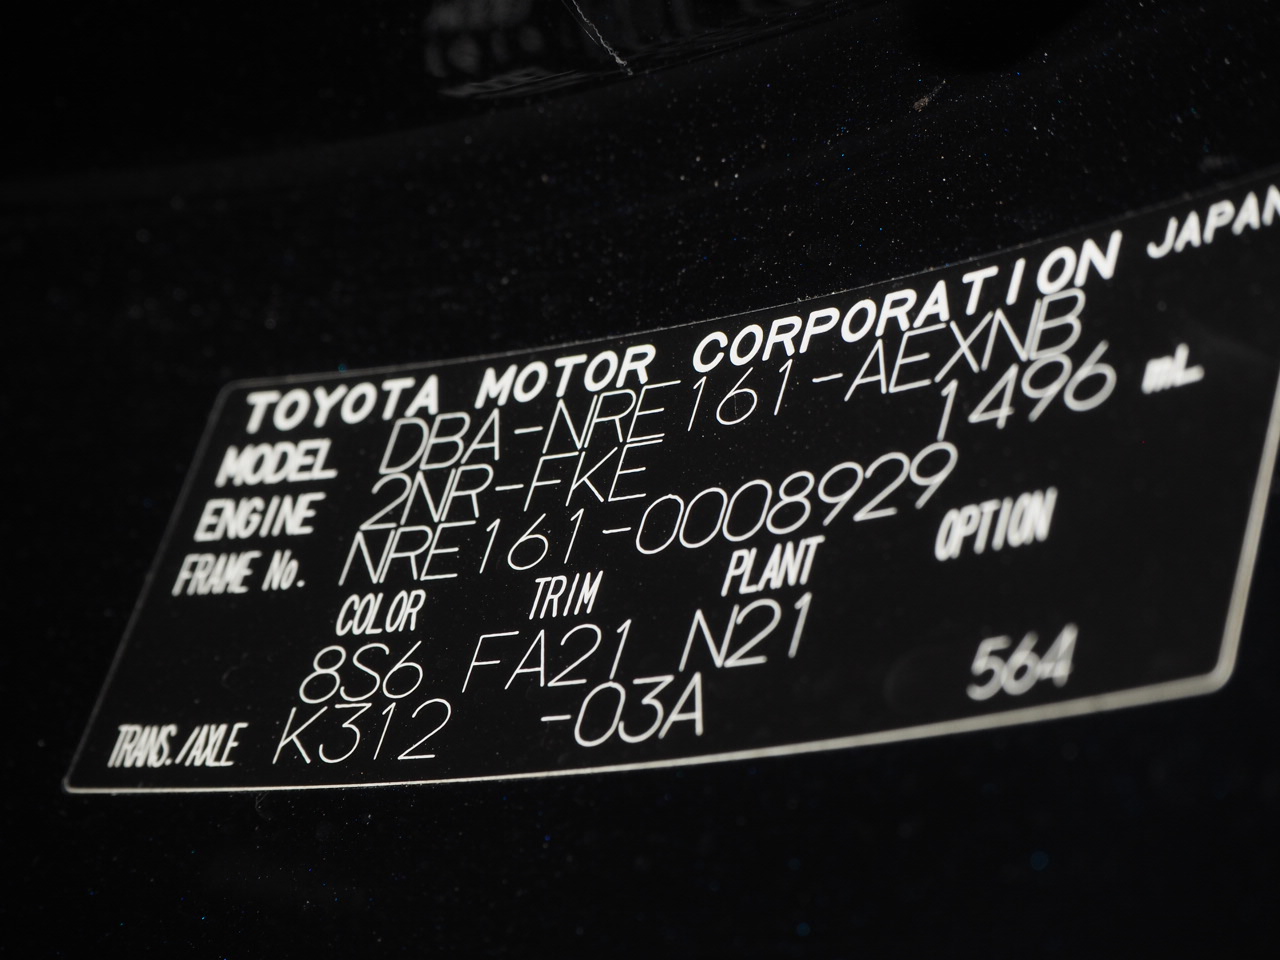 TOYOTA MOTOR CORPORATION JAPAN
MODEL DBA-NRE161-AEXNB
ENGINE 2NR-FKE 1496 mL
FRAME No. NRE161-0008929
COLOR TRIM PLANT OPTION
8S6 FA21 N21
TRANS./AXLE K312 -03A 564